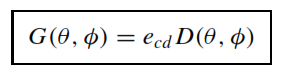 G(θ, ϕ) = e_{cd} D(θ, ϕ)